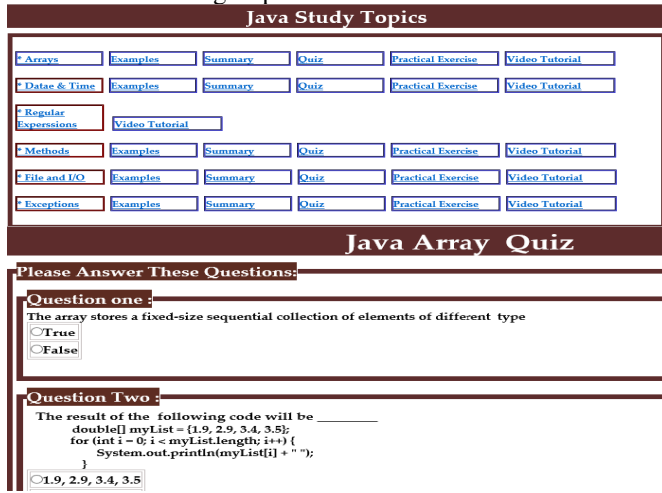 Java Study Topics
* Arrays Examples Summary Quiz Practical Exercise Video Tutorial
* Datae & Time Examples Summary Quiz Practical Exercise Video Tutorial
* Regular
Experssions Video Tutorial
* Methods Examples Summary Quiz Practical Exercise Video Tutorial
* File and I/O Examples Summary Quiz Practical Exercise Video Tutorial
* Exceptions Examples Summary Quiz Practical Exercise Video Tutorial
Java Array Quiz
Please Answer These Questions:
Question one :
The array stores a fixed-size sequential collection of elements of different type
True
False
Question Two :
The result of the following code will be ________
double[] myList = {1.9, 2.9, 3.4, 3.5};
for (int i = 0; i < myList.length; i++) {
System.out.println(myList[i] + " ");
}
1.9, 2.9, 3.4, 3.5